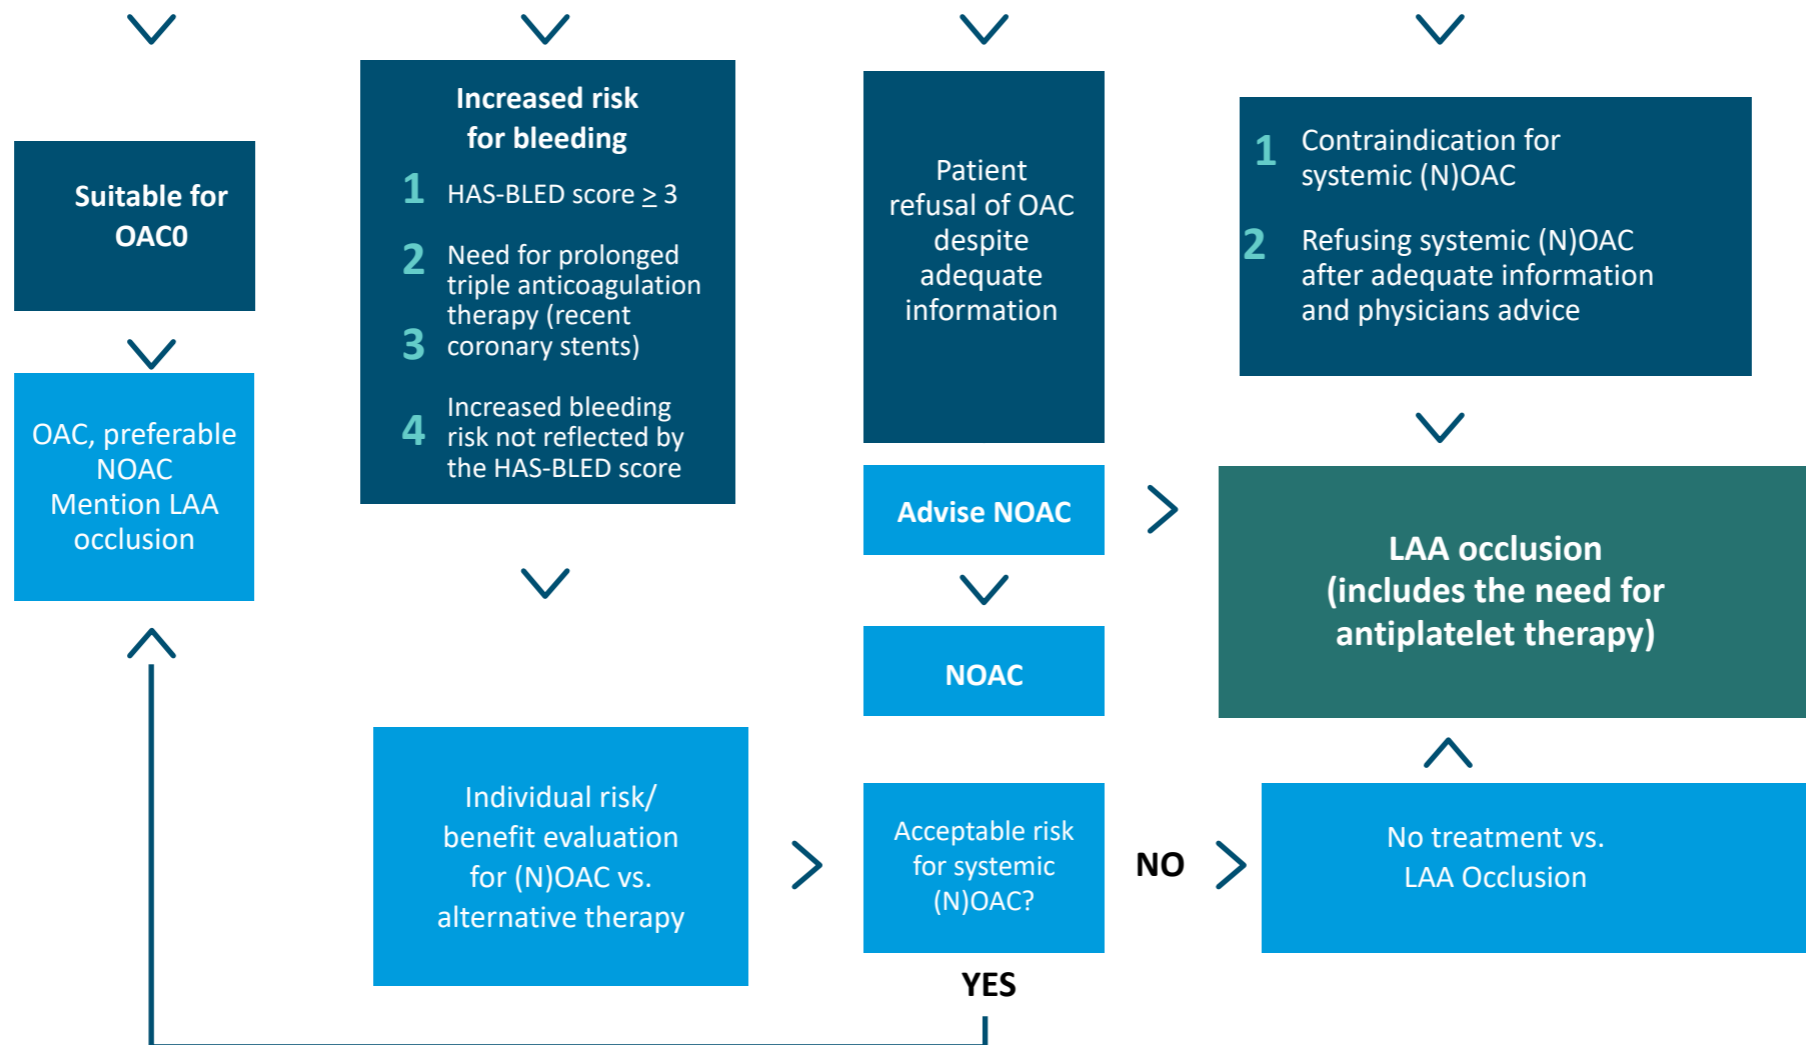 Suitable for
OAC0
OAC, preferable
NOAC
Mention LAA
occlusion
Increased risk
for bleeding
1 HAS-BLED score ≥ 3
2 Need for prolonged
triple anticoagulation
therapy (recent
3 coronary stents)
4 Increased bleeding
risk not reflected by
the HAS-BLED score
Patient
refusal of OAC
despite
adequate
information
Advise NOAC
NOAC
1 Contraindication for
systemic (N)OAC
2 Refusing systemic (N)OAC
after adequate information
and physicians advice
LAA occlusion
(includes the need for
antiplatelet therapy)
Individual risk/
benefit evaluation
for (N)OAC vs.
alternative therapy
Acceptable risk
for systemic
(N)OAC?
NO
No treatment vs.
LAA Occlusion
YES